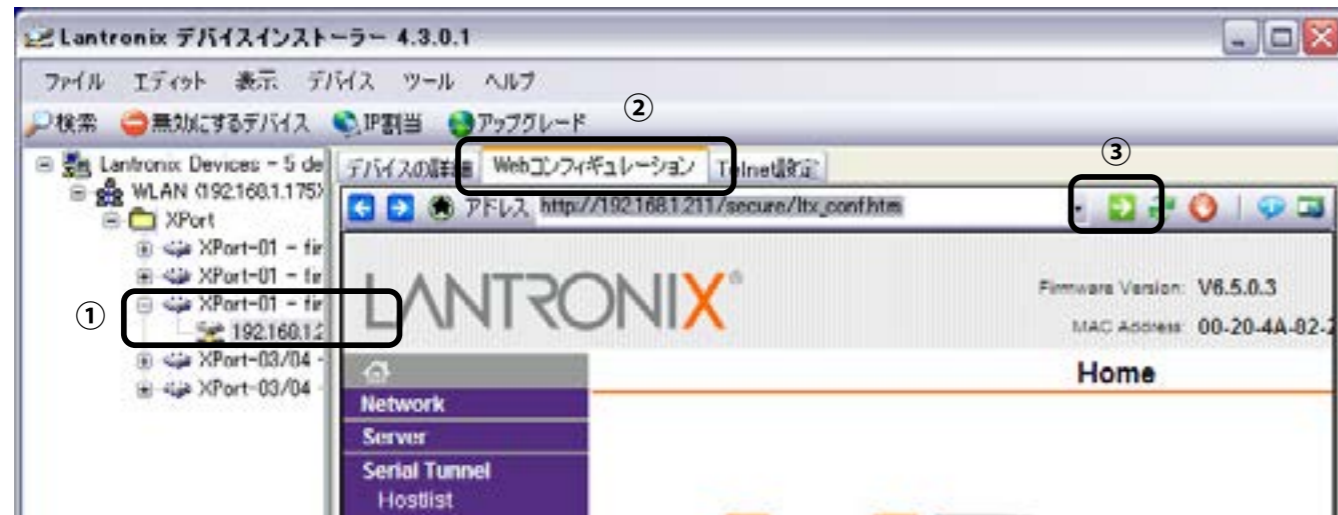 Lantronix デバイスインストーラー 4.3.0.1
ファイル エディット 表示 デバイス ツール ヘルプ
②
検索 無効にするデバイス IP割当 アップグレード
③
Lantronix Devices - 5 de
デバイスの詳細 Webコンフィギュレーション Telnet設定
WLAN (192.168.1.175)
アドレス http://192.168.1.211/secure/ltx_conf.htm
XPort
XPort-01 - fir
XPort-01 - fir
XPort-01 - fir
①
192.168.1.2
XPort-03/04 -
XPort-03/04 -
LANTRONIX®
Firmware Version: V6.5.0.3
MAC Address: 00-20-4A-82-2
Home
Network
Server
Serial Tunnel
Hostlist